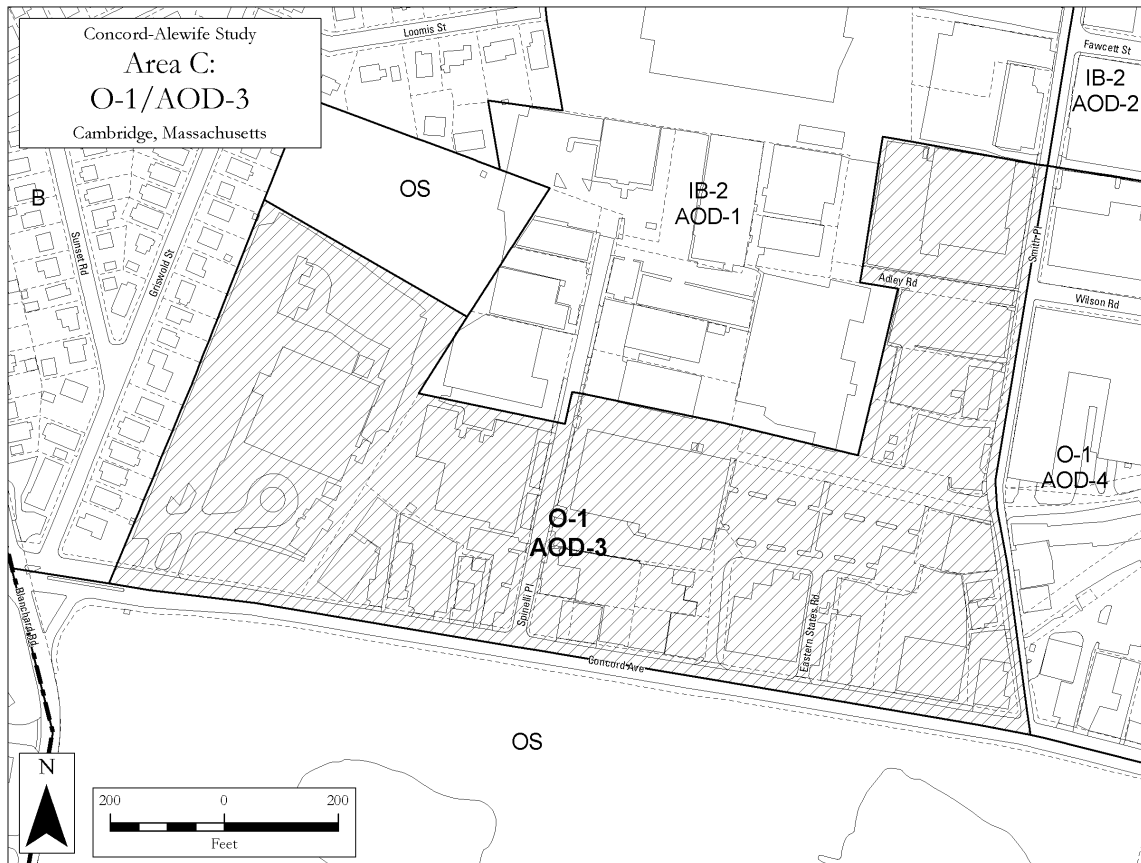 Concord-Alewife Study
Area C:
O-1/AOD-3
Cambridge, Massachusetts
Loomis St
Fawcett St
IB-2
AOD-2
B
OS
IB-2
AOD-1
Sunset Rd
Griswold St
Smith Pl
Adley Rd
Wilson Rd
O-1
AOD-4
O-1
AOD-3
Spinelli Pl
Eastern States Rd
Blanchard Rd
Concord Ave
OS
N
200 0 200
Feet